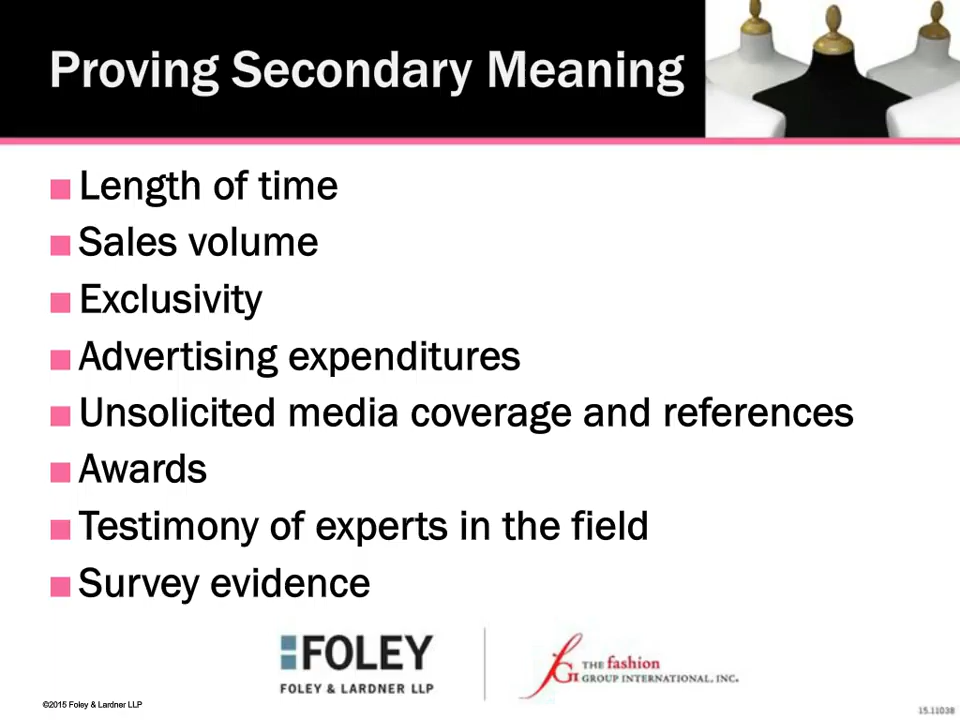 Proving Secondary Meaning
Length of time
Sales volume
Exclusivity
Advertising expenditures
Unsolicited media coverage and references
Awards
Testimony of experts in the field
Survey evidence
FOLEY
FOLEY & LARDNER LLP
fGI THE fashion
GROUP INTERNATIONAL, INC.
©2015 Foley & Lardner LLP
15.11038